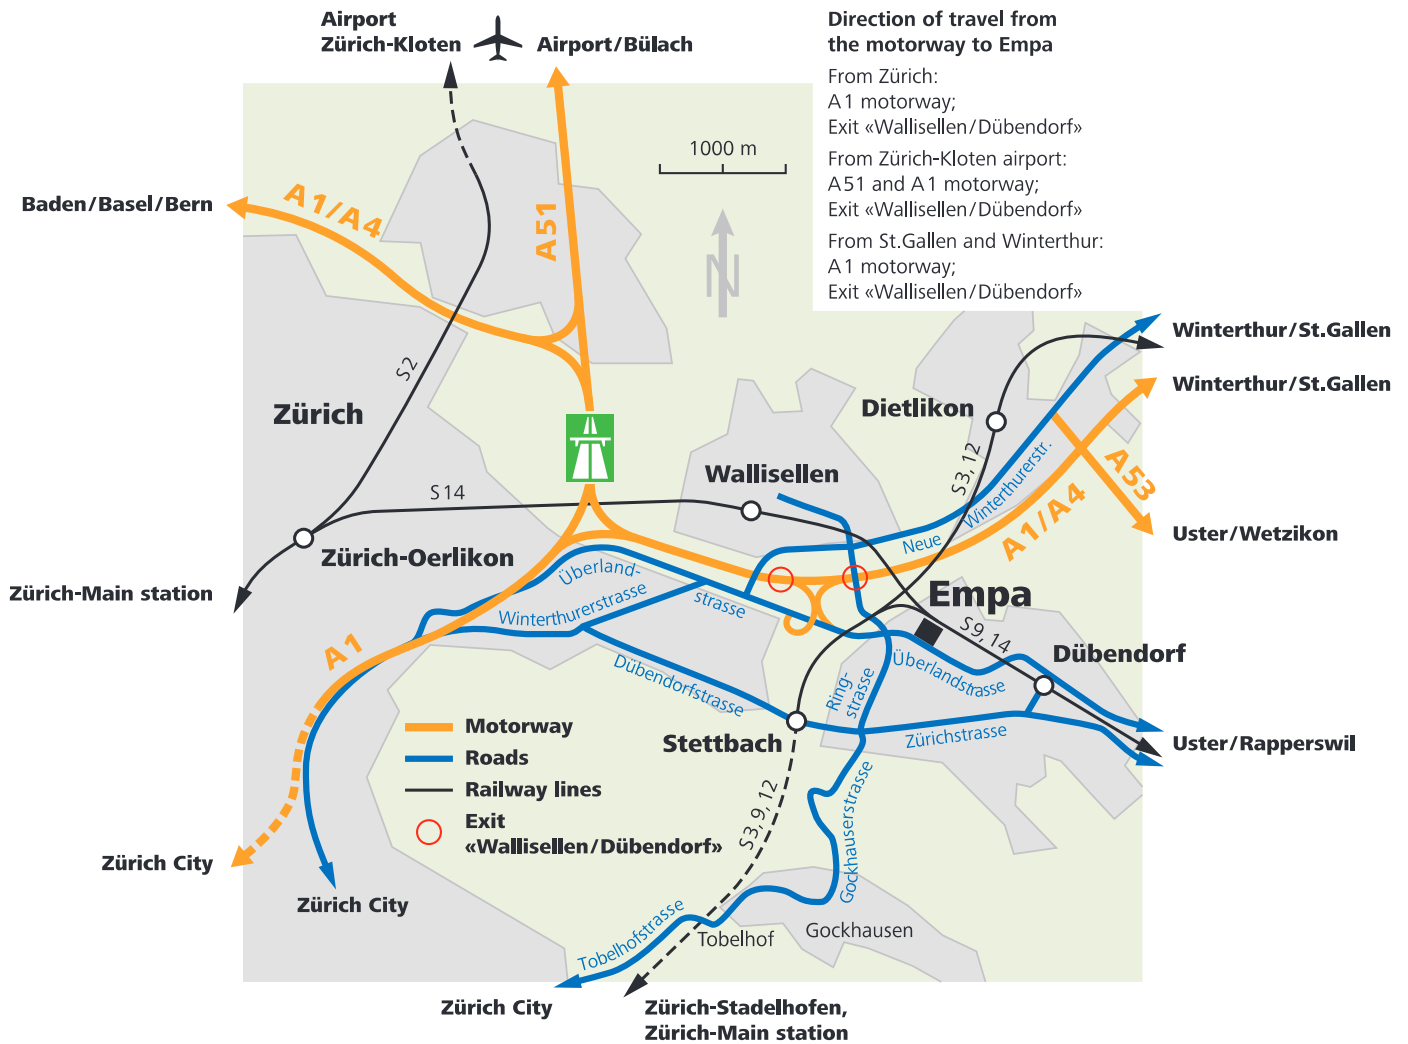 Airport
Zürich-Kloten
Airport/Bülach
Direction of travel from
the motorway to Empa
From Zürich:
A1 motorway;
Exit «Wallisellen/Dübendorf»
From Zürich-Kloten airport:
A51 and A1 motorway;
Exit «Wallisellen/Dübendorf»
From St.Gallen and Winterthur:
A1 motorway;
Exit «Wallisellen/Dübendorf»
1000 m
Baden/Basel/Bern
A1/A4
A51
N
Winterthur/St.Gallen
S2
Winterthur/St.Gallen
Zürich
Dietlikon
Wallisellen
S3, 12
Winterthurerstr.
A53
S14
A1/A4
Neue
Uster/Wetzikon
Zürich-Oerlikon
Überland-
strasse
Winterthurerstrasse
Zürich-Main station
Empa
S9, 14
Dübendorf
A1
Dübendorfstrasse
Ring-
strasse
Überlandstrasse
Motorway
Stettbach
Zürichstrasse
Uster/Rapperswil
Roads
Railway lines
Exit
«Wallisellen/Dübendorf»
S3, 9, 12
Gockhauserstrasse
Zürich City
Zürich City
Tobelhofstrasse
Tobelhof
Gockhausen
Zürich City
Zürich-Stadelhofen,
Zürich-Main station